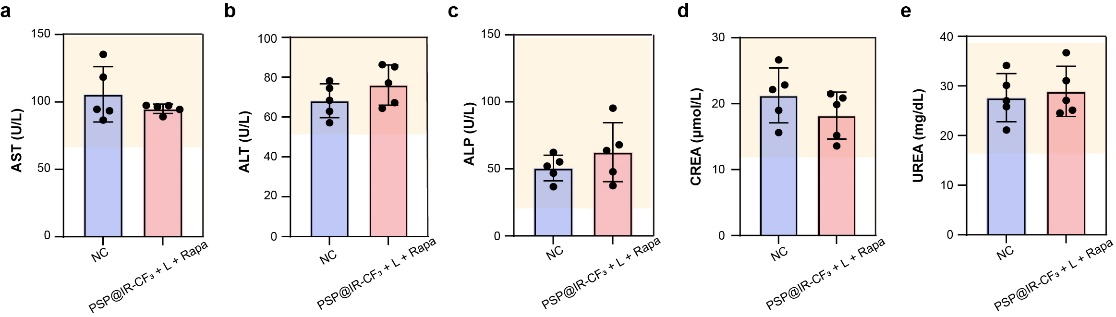 a
AST (U/L)
150
100
50
0
NC
PSP@IR-CF₃ + L + Rapa
b
ALT (U/L)
100
80
60
40
20
0
NC
PSP@IR-CF₃ + L + Rapa
c
ALP (U/L)
150
100
50
0
NC
PSP@IR-CF₃ + L + Rapa
d
CREA (μmol/L)
30
20
10
0
NC
PSP@IR-CF₃ + L + Rapa
e
UREA (mg/dL)
40
30
20
10
0
NC
PSP@IR-CF₃ + L + Rapa